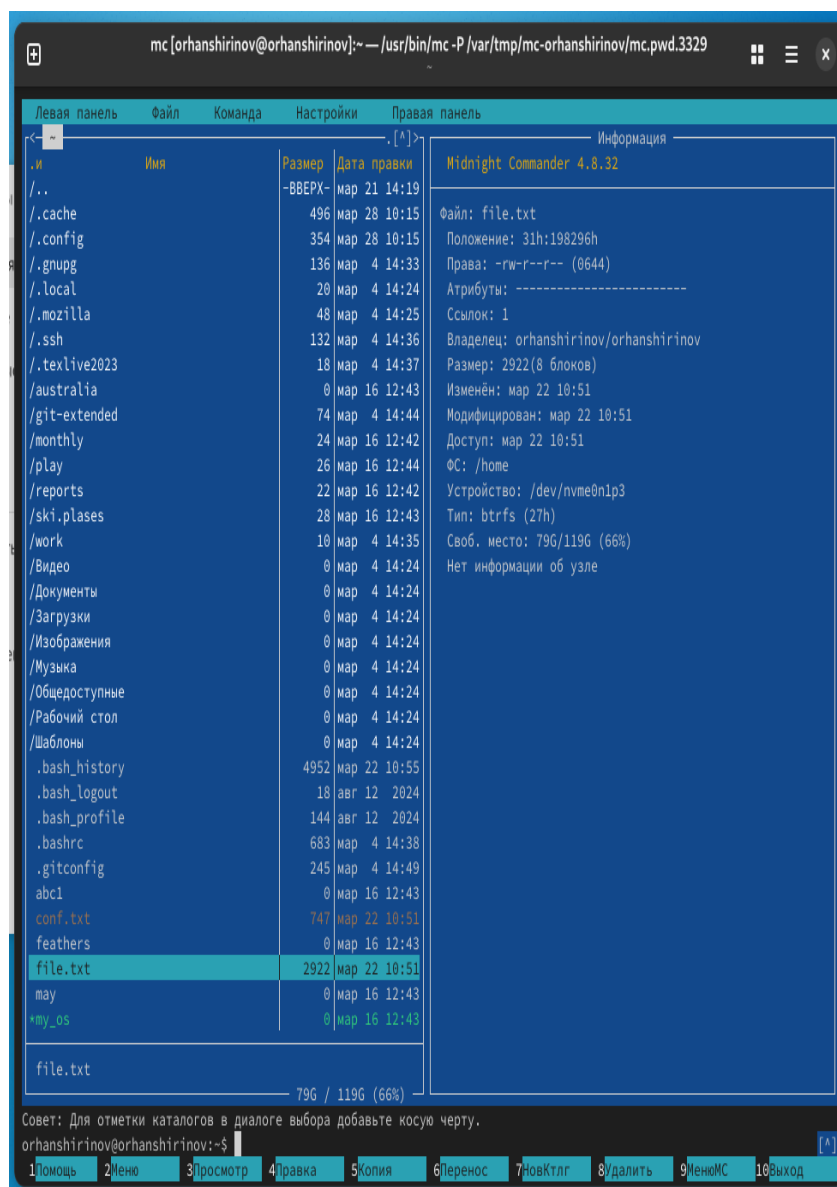 mc [orhanshirinov@orhanshirinov]:~ — /usr/bin/mc -P /var/tmp/mc-orhanshirinov/mc.pwd.3329
~
Левая панель Файл Команда Настройки Правая панель
<- ~ .[^]>
.и Имя Размер Дата правки
/.. -ВВЕРХ- мар 21 14:19
/.cache 496 мар 28 10:15
/.config 354 мар 28 10:15
/.gnupg 136 мар 4 14:33
/.local 20 мар 4 14:24
/.mozilla 48 мар 4 14:25
/.ssh 132 мар 4 14:36
/.texlive2023 18 мар 4 14:37
/australia 0 мар 16 12:43
/git-extended 74 мар 4 14:44
/monthly 24 мар 16 12:42
/play 26 мар 16 12:44
/reports 22 мар 16 12:42
/ski.plases 28 мар 16 12:43
/work 10 мар 4 14:35
/Видео 0 мар 4 14:24
/Документы 0 мар 4 14:24
/Загрузки 0 мар 4 14:24
/Изображения 0 мар 4 14:24
/Музыка 0 мар 4 14:24
/Общедоступные 0 мар 4 14:24
/Рабочий стол 0 мар 4 14:24
/Шаблоны 0 мар 4 14:24
.bash_history 4952 мар 22 10:55
.bash_logout 18 авг 12 2024
.bash_profile 144 авг 12 2024
.bashrc 683 мар 4 14:38
.gitconfig 245 мар 4 14:49
abc1 0 мар 16 12:43
conf.txt 747 мар 22 10:51
feathers 0 мар 16 12:43
file.txt 2922 мар 22 10:51
may 0 мар 16 12:43
*my_os 0 мар 16 12:43
file.txt
79G / 119G (66%)
Информация
Midnight Commander 4.8.32
Файл: file.txt
Положение: 31h:198296h
Права: -rw-r--r-- (0644)
Атрибуты: -------------------------
Ссылок: 1
Владелец: orhanshirinov/orhanshirinov
Размер: 2922(8 блоков)
Изменён: мар 22 10:51
Модифицирован: мар 22 10:51
Доступ: мар 22 10:51
ФС: /home
Устройство: /dev/nvme0n1p3
Тип: btrfs (27h)
Своб. место: 79G/119G (66%)
Нет информации об узле
Совет: Для отметки каталогов в диалоге выбора добавьте косую черту.
orhanshirinov@orhanshirinov:~$ [^]
1Помощь 2Меню 3Просмотр 4Правка 5Копия 6Перенос 7НовКтлг 8Удалить 9МенюМС 10Выход